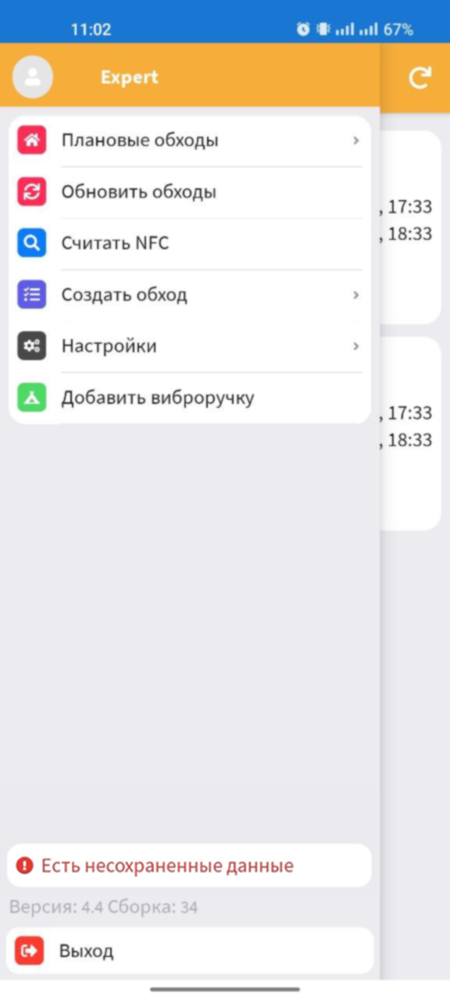 11:02 67%
Expert
Плановые обходы
Обновить обходы
Считать NFC
Создать обход
Настройки
Добавить виброручку
, 17:33
, 18:33
, 17:33
, 18:33
Есть несохраненные данные
Версия: 4.4 Сборка: 34
Выход